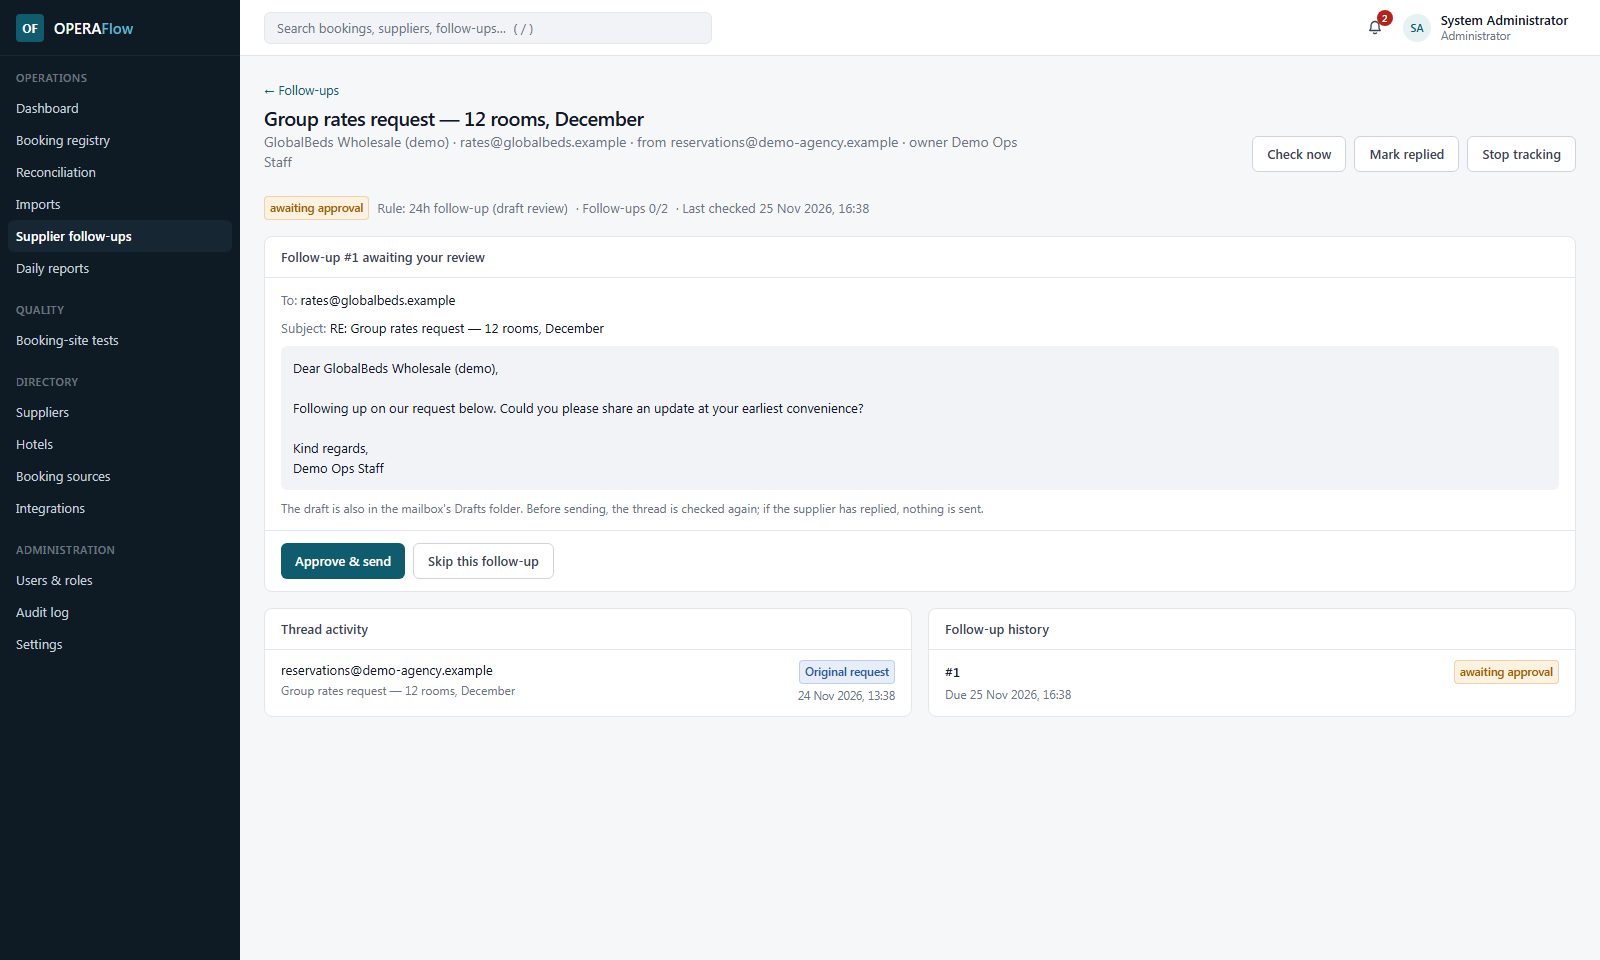 OF OPERAFlow
Search bookings, suppliers, follow-ups... ( / )
2
SA
System Administrator
Administrator
OPERATIONS
Dashboard
Booking registry
Reconciliation
Imports
Supplier follow-ups
Daily reports
QUALITY
Booking-site tests
DIRECTORY
Suppliers
Hotels
Booking sources
Integrations
ADMINISTRATION
Users & roles
Audit log
Settings
← Follow-ups
Group rates request — 12 rooms, December
GlobalBeds Wholesale (demo) · rates@globalbeds.example · from reservations@demo-agency.example · owner Demo Ops
Staff
Check now
Mark replied
Stop tracking
awaiting approval Rule: 24h follow-up (draft review) · Follow-ups 0/2 · Last checked 25 Nov 2026, 16:38
Follow-up #1 awaiting your review
To: rates@globalbeds.example
Subject: RE: Group rates request — 12 rooms, December
Dear GlobalBeds Wholesale (demo),
Following up on our request below. Could you please share an update at your earliest convenience?
Kind regards,
Demo Ops Staff
The draft is also in the mailbox's Drafts folder. Before sending, the thread is checked again; if the supplier has replied, nothing is sent.
Approve & send
Skip this follow-up
Thread activity
reservations@demo-agency.example
Original request
Group rates request — 12 rooms, December
24 Nov 2026, 13:38
Follow-up history
#1
awaiting approval
Due 25 Nov 2026, 16:38